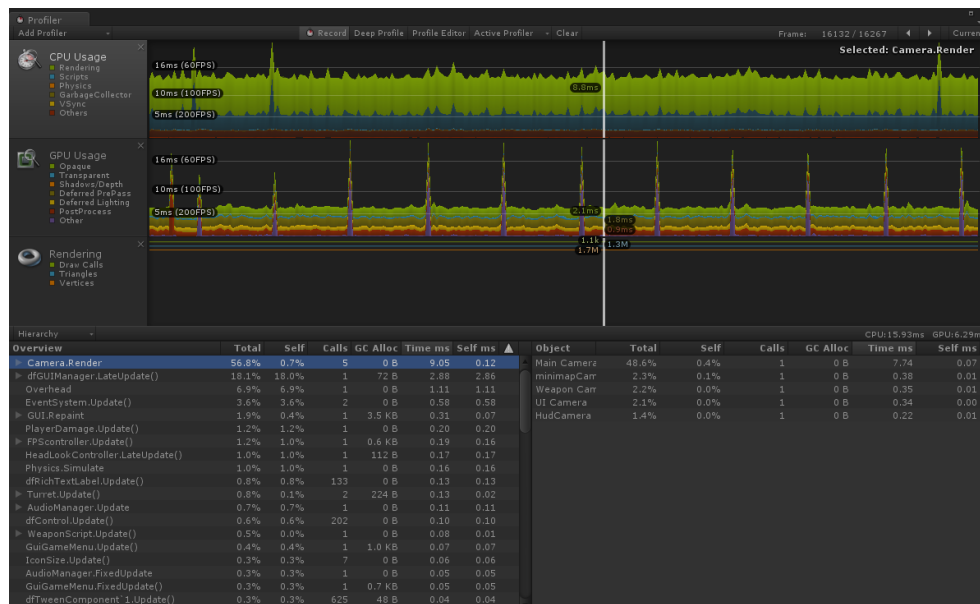 Profiler
Add Profiler Record Deep Profile Profile Editor Active Profiler Clear Frame: 16132 / 16267 Curren
CPU Usage
Rendering
Scripts
Physics
GarbageCollector
VSync
Others
Selected: Camera.Render
16ms (60FPS)
10ms (100FPS)
5ms (200FPS)
8.8ms
GPU Usage
Opaque
Transparent
Shadows/Depth
Deferred PrePass
Deferred Lighting
PostProcess
Other
16ms (60FPS)
10ms (100FPS)
5ms (200FPS)
2.1ms
1.8ms
0.9ms
Rendering
Draw Calls
Triangles
Vertices
1.1k
1.3M
1.7M
Hierarchy CPU:15.93ms GPU:6.29m
Overview Total Self Calls GC Alloc Time ms Self ms
Camera.Render 56.8% 0.7% 5 0 B 9.05 0.12
dfGUIManager.LateUpdate() 18.1% 18.0% 1 72 B 2.88 2.86
Overhead 6.9% 6.9% 1 0 B 1.11 1.11
EventSystem.Update() 3.6% 3.6% 2 0 B 0.58 0.58
GUI.Repaint 1.9% 0.4% 1 3.5 KB 0.31 0.07
PlayerDamage.Update() 1.2% 1.2% 1 0 B 0.20 0.20
FPScontroller.Update() 1.2% 1.0% 1 0.6 KB 0.19 0.16
HeadLookController.LateUpdate() 1.0% 1.0% 1 112 B 0.17 0.17
Physics.Simulate 1.0% 1.0% 1 0 B 0.16 0.16
dfRichTextLabel.Update() 0.8% 0.8% 133 0 B 0.13 0.13
Turret.Update() 0.8% 0.1% 2 224 B 0.13 0.02
AudioManager.Update 0.7% 0.7% 1 0 B 0.11 0.11
dfControl.Update() 0.6% 0.6% 202 0 B 0.10 0.10
WeaponScript.Update() 0.5% 0.0% 1 0 B 0.08 0.01
GuiGameMenu.Update() 0.4% 0.4% 1 1.0 KB 0.07 0.07
IconSize.Update() 0.3% 0.3% 7 0 B 0.06 0.06
AudioManager.FixedUpdate 0.3% 0.3% 1 0 B 0.05 0.05
GuiGameMenu.FixedUpdate() 0.3% 0.3% 1 0.7 KB 0.05 0.05
dfTweenComponent`1.Update() 0.3% 0.3% 625 48 B 0.04 0.04
Object Total Self Calls GC Alloc Time ms Self ms
Main Camera 48.6% 0.4% 1 0 B 7.74 0.07
minimapCam 2.3% 0.1% 1 0 B 0.38 0.01
Weapon Cam 2.2% 0.0% 1 0 B 0.35 0.01
UI Camera 2.1% 0.0% 1 0 B 0.34 0.00
HudCamera 1.4% 0.0% 1 0 B 0.22 0.01